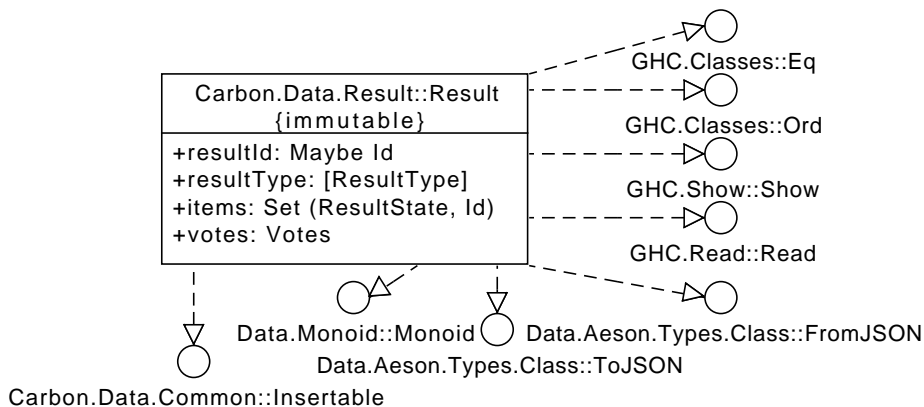 GHC.Classes::Eq
Carbon.Data.Result::Result
{immutable}
GHC.Classes::Ord
+resultId: Maybe Id
+resultType: [ResultType]
GHC.Show::Show
+items: Set (ResultState, Id)
+votes: Votes
GHC.Read::Read
Data.Monoid::Monoid
Data.Aeson.Types.Class::FromJSON
Data.Aeson.Types.Class::ToJSON
Carbon.Data.Common::Insertable